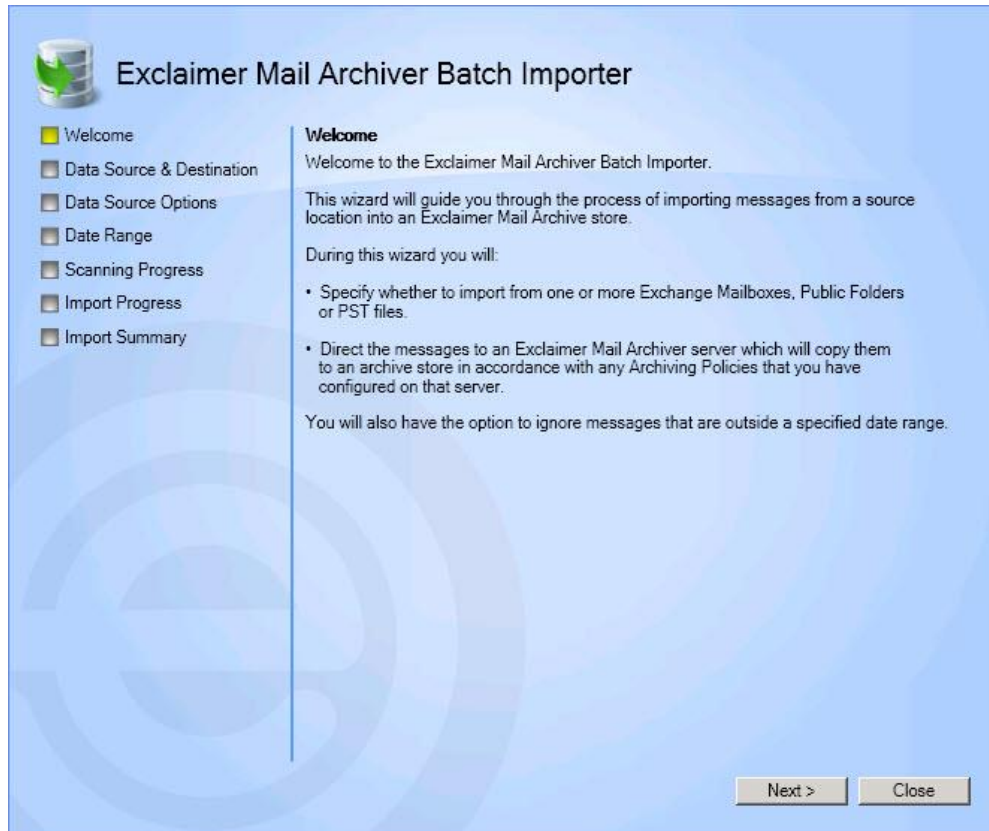 Exclaimer Mail Archiver Batch Importer
Welcome
Data Source & Destination
Data Source Options
Date Range
Scanning Progress
Import Progress
Import Summary
Welcome
Welcome to the Exclaimer Mail Archiver Batch Importer.
This wizard will guide you through the process of importing messages from a source
location into an Exclaimer Mail Archive store.
During this wizard you will:
• Specify whether to import from one or more Exchange Mailboxes, Public Folders
or PST files.
• Direct the messages to an Exclaimer Mail Archiver server which will copy them
to an archive store in accordance with any Archiving Policies that you have
configured on that server.
You will also have the option to ignore messages that are outside a specified date range.
Next >
Close